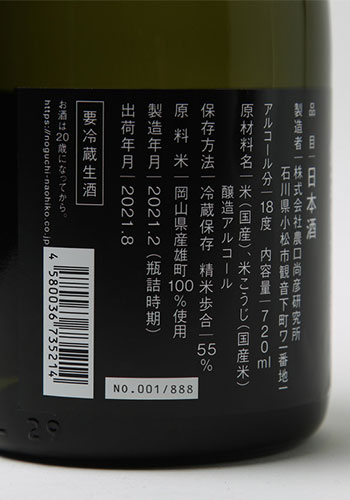 品目｜日本酒
製造者｜株式会社農口尚彦研究所
石川県小松市観音下町ワ1番地1
アルコール分｜18度 内容量｜720ml
原材料名｜米(国産)、米こうじ(国産米)
醸造アルコール
保存方法｜冷蔵保存 精米歩合｜55%
原料米｜岡山県産雄町100%使用
製造年月｜2021.2(瓶詰時期)
出荷年月｜2021.8
要冷蔵生酒
お酒は20歳になってから。
https://noguchi-naohiko.co.jp
4580036735214
NO.001/888
29